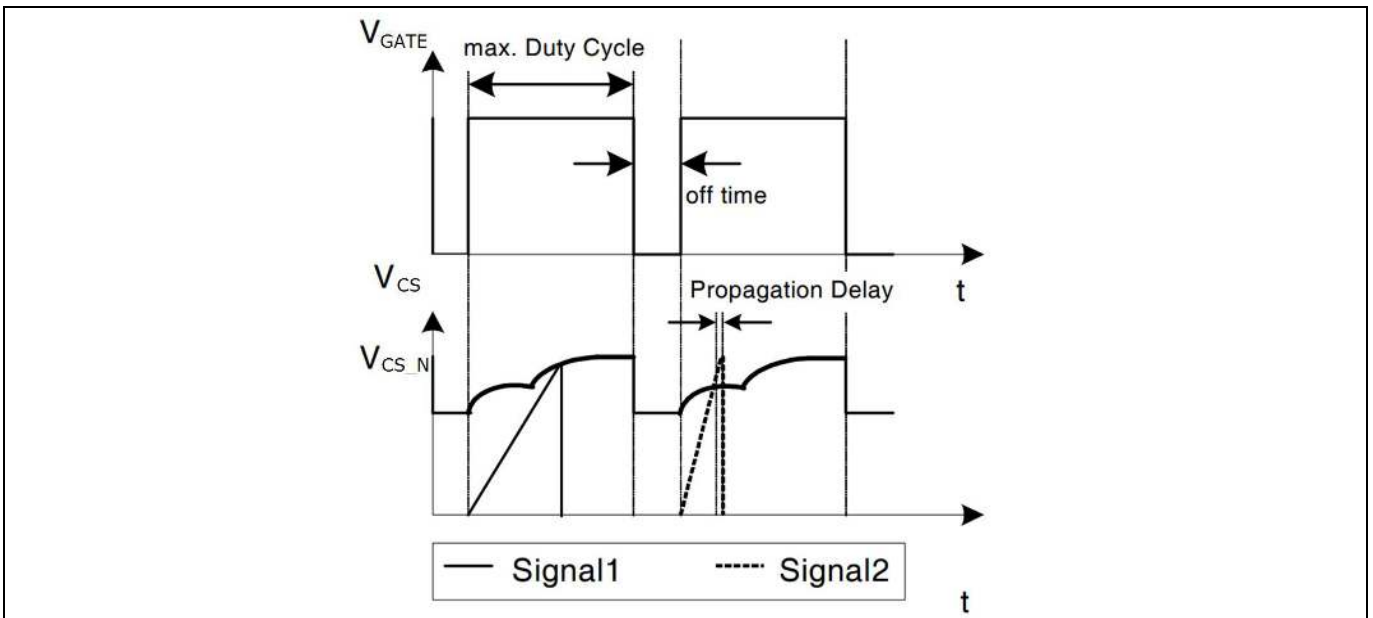 VGATE
max. Duty Cycle
off time
VCS
Propagation Delay
t
VCS_N
Signal1
Signal2
t